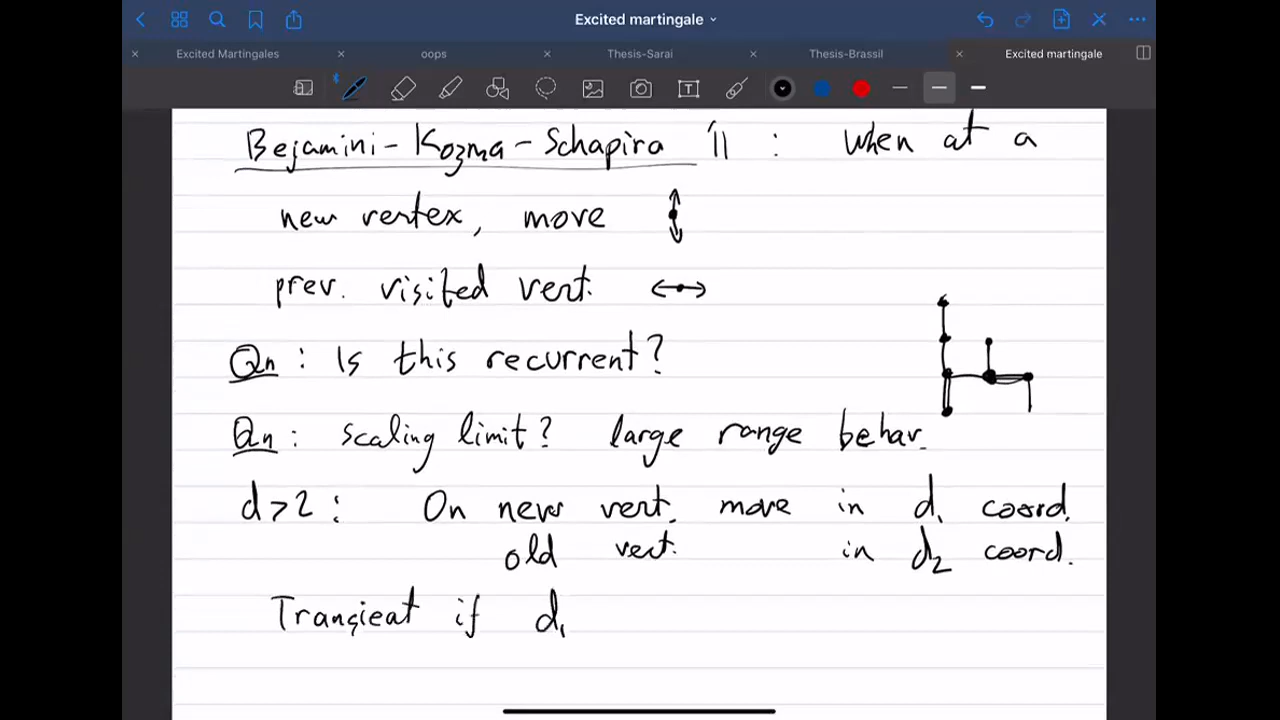 Excited martingale
Excited Martingales
oops
Thesis-Sarai
Thesis-Brassil
Excited martingale
Bejamini - Kozma - Schapira '11 : when at a
new vertex, move
prev. visited vert.
Qn : Is this recurrent?
Qn : scaling limit? large range behav.
d > 2 : On new vert. move in d₁ coord.
old vert. in d₂ coord.
Transient if d₁